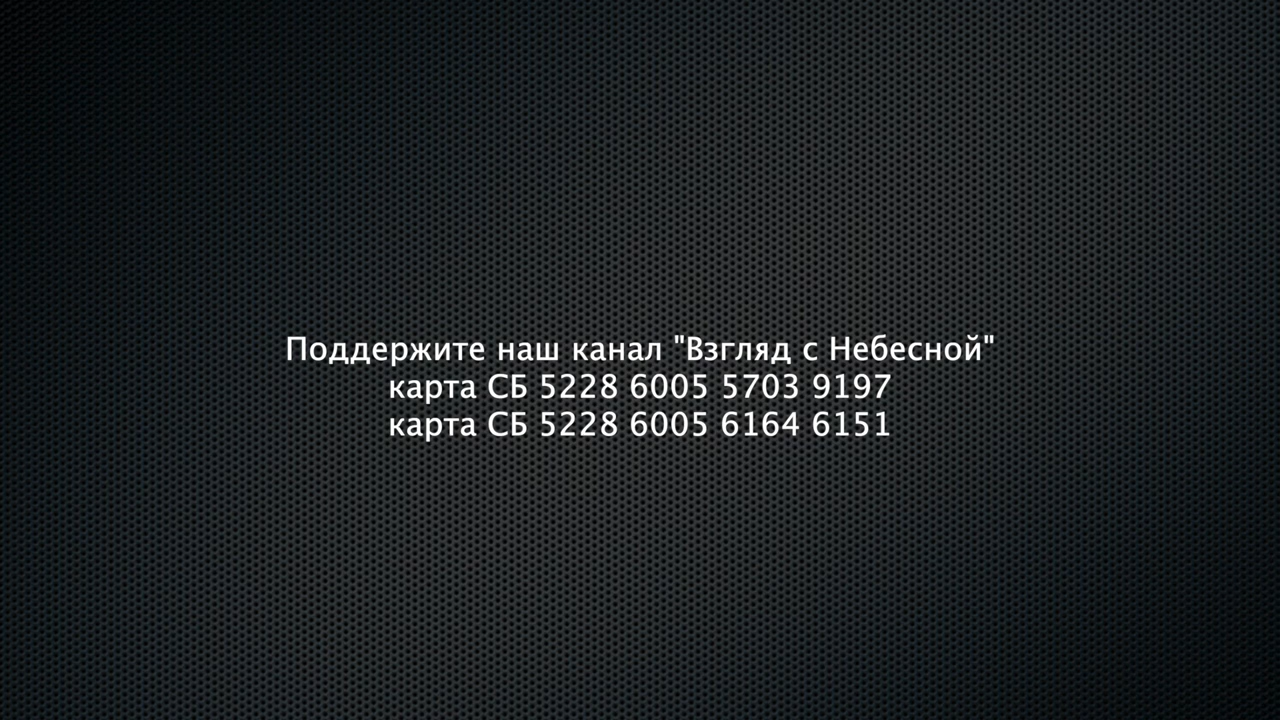 Поддержите наш канал "Взгляд с Небесной"
карта СБ 5228 6005 5703 9197
карта СБ 5228 6005 6164 6151